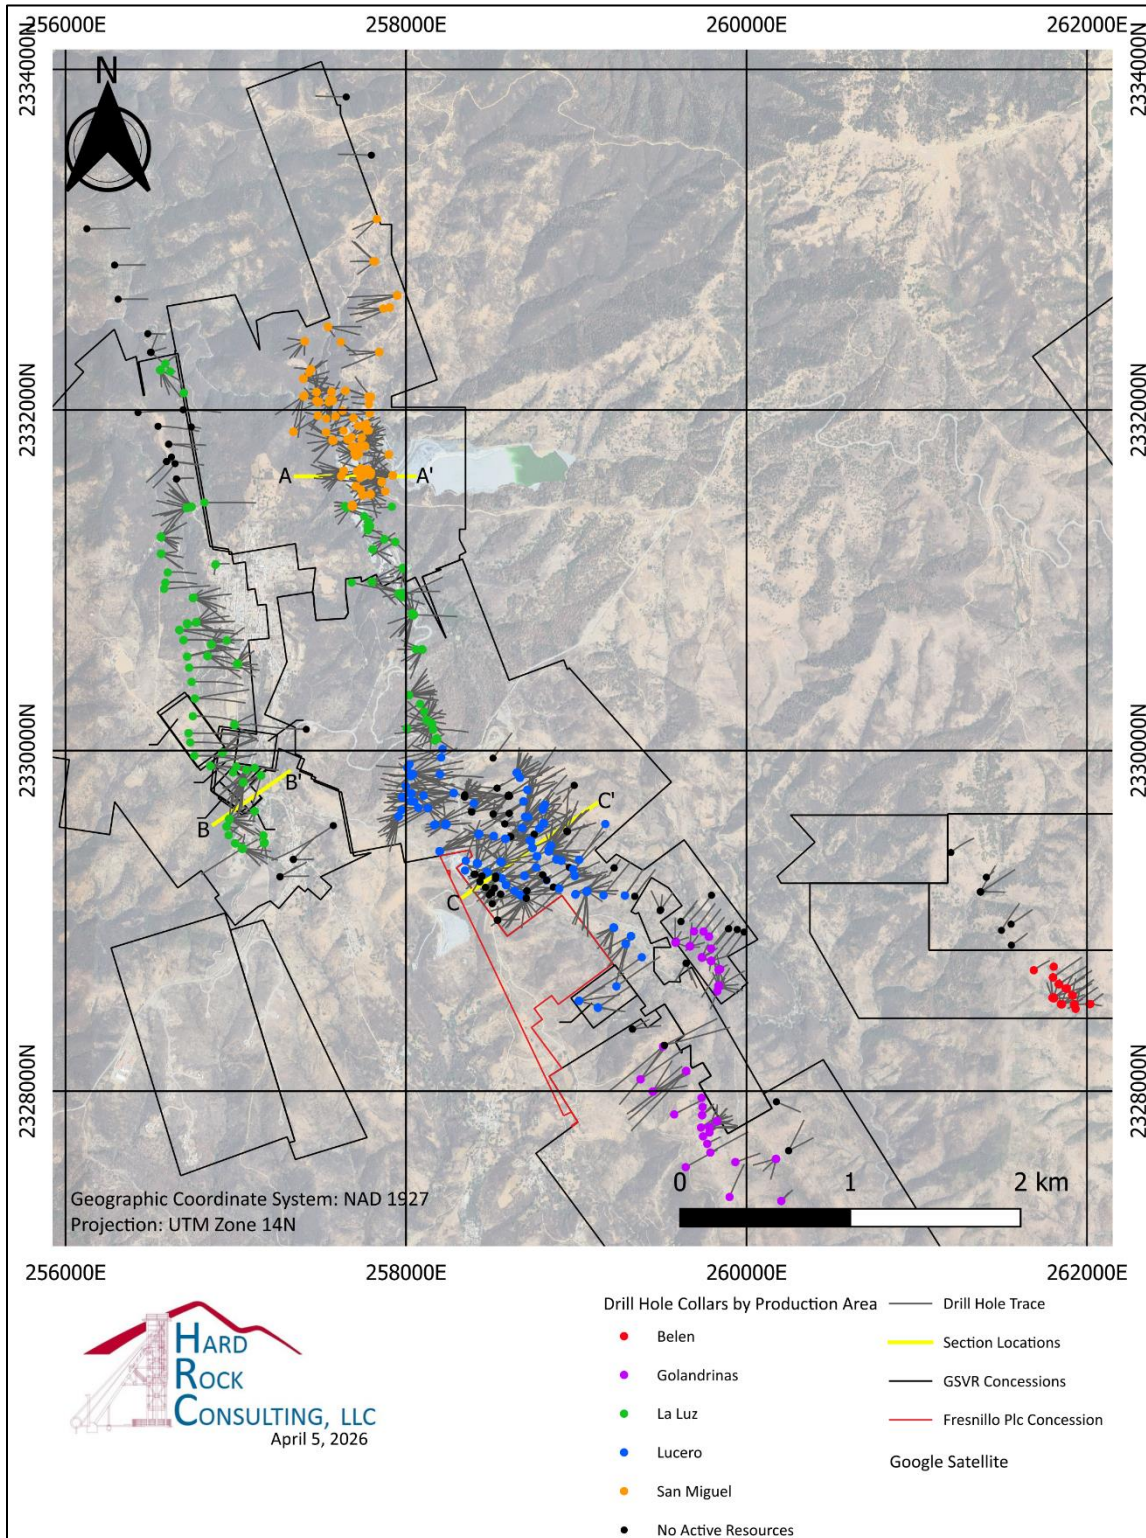 256000E
258000E
260000E
262000E
2334000N
2334000N
N
2332000N
2332000N
A
A'
2330000N
2330000N
B'
B
C'
C
2328000N
2328000N
Geographic Coordinate System: NAD 1927
Projection: UTM Zone 14N
0
1
2 km
256000E
258000E
260000E
262000E
HARD
ROCK
CONSULTING, LLC
April 5, 2026
Drill Hole Collars by Production Area
Belen
Golandrinas
La Luz
Lucero
San Miguel
No Active Resources
Drill Hole Trace
Section Locations
GSVR Concessions
Fresnillo Plc Concession
Google Satellite